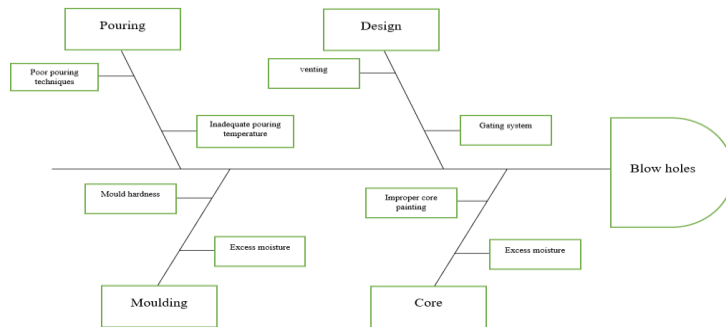 Pouring
Design
Poor pouring
techniques
venting
Inadequate pouring
temperature
Gating system
Blow holes
Mould hardness
Improper core
painting
Excess moisture
Excess moisture
Moulding
Core